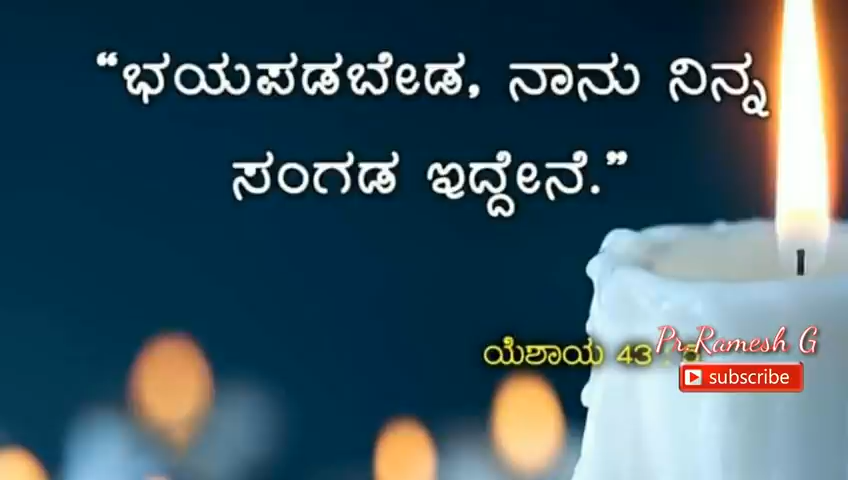 “ಭಯಪಡಬೇಡ, ನಾನು ನಿನ್ನ
ಸಂಗಡ ಇದ್ದೇನೆ.”
ಯೆಶಾಯ 43
Pr. Ramesh G
subscribe